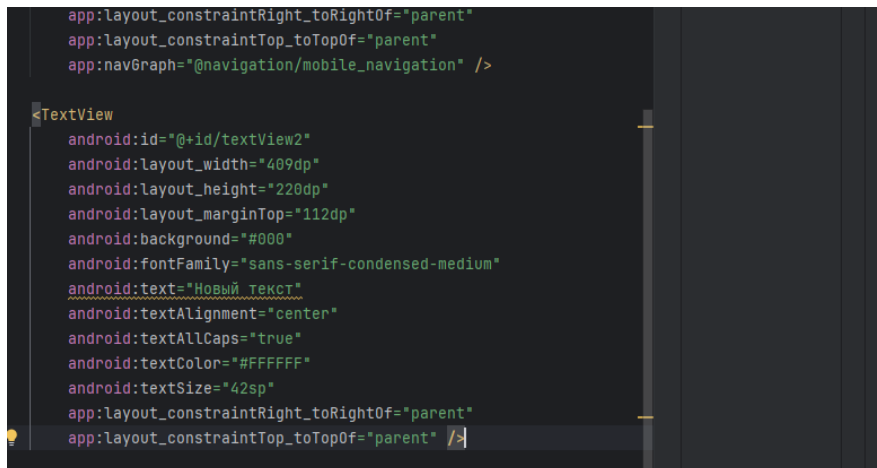 app:layout_constraintRight_toRightOf="parent"
app:layout_constraintTop_toTopOf="parent"
app:navGraph="@navigation/mobile_navigation" />
<TextView
android:id="@+id/textView2"
android:layout_width="409dp"
android:layout_height="220dp"
android:layout_marginTop="112dp"
android:background="#000"
android:fontFamily="sans-serif-condensed-medium"
android:text="Новый текст"
android:textAlignment="center"
android:textAllCaps="true"
android:textColor="#FFFFFF"
android:textSize="42sp"
app:layout_constraintRight_toRightOf="parent"
app:layout_constraintTop_toTopOf="parent" />